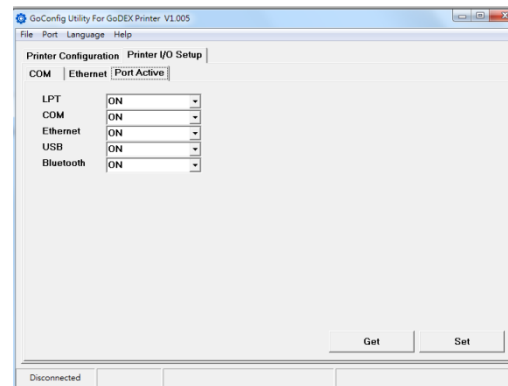 GoConfig Utility For GoDEX Printer V1.005
File Port Language Help
Printer Configuration Printer I/O Setup
COM Ethernet Port Active
LPT ON
COM ON
Ethernet ON
USB ON
Bluetooth ON
Get Set
Disconnected